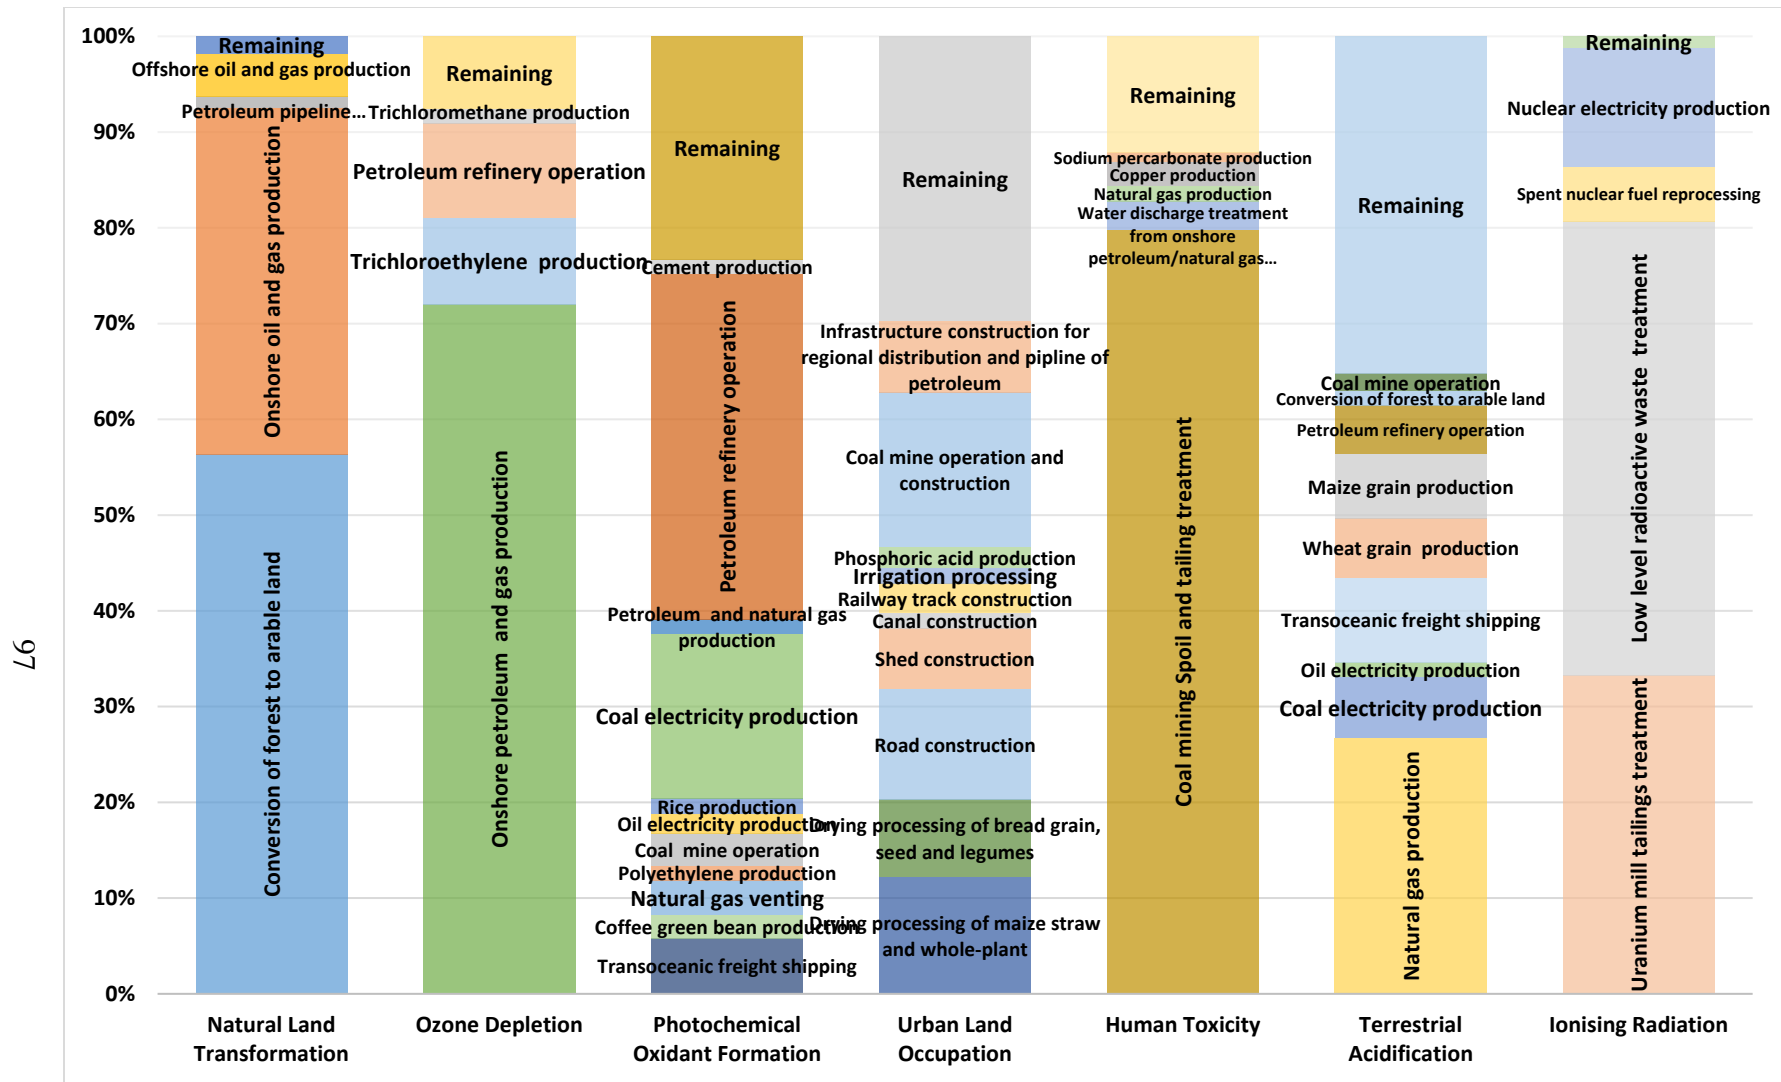 100%
90%
80%
70%
60%
50%
40%
30%
20%
10%
0%
97
Remaining
Offshore oil and gas production
Petroleum pipeline...
Onshore oil and gas production
Conversion of forest to arable land
Natural Land
Transformation
Remaining
Trichloromethane production
Petroleum refinery operation
Trichloroethylene production
Onshore petroleum and gas production
Ozone Depletion
Remaining
Cement production
Petroleum refinery operation
Petroleum and natural gas
production
Coal electricity production
Rice production
Oil electricity production
Coal mine operation
Polyethylene production
Natural gas venting
Coffee green bean production
Transoceanic freight shipping
Photochemical
Oxidant Formation
Remaining
Infrastructure construction for
regional distribution and pipline of
petroleum
Coal mine operation and
construction
Phosphoric acid production
Irrigation processing
Railway track construction
Canal construction
Shed construction
Road construction
Drying processing of bread grain,
seed and legumes
Drying processing of maize straw
and whole-plant
Urban Land
Occupation
Remaining
Sodium percarbonate production
Copper production
Natural gas production
Water discharge treatment
from onshore
petroleum/natural gas...
Coal mining Spoil and tailing treatment
Human Toxicity
Remaining
Coal mine operation
Conversion of forest to arable land
Petroleum refinery operation
Maize grain production
Wheat grain production
Transoceanic freight shipping
Oil electricity production
Coal electricity production
Natural gas production
Terrestrial
Acidification
Remaining
Nuclear electricity production
Spent nuclear fuel reprocessing
Low level radioactive waste treatment
Uranium mill tailings treatment
Ionising Radiation